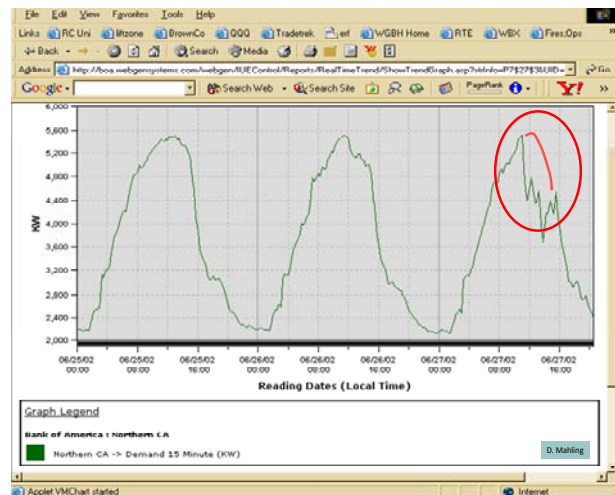 File Edit View Favorites Tools Help
Links RC Uni litzone BrownCo QQQ Tradetrek erf WGBH Home RTE WBX Fires:Ops »
Back Search Media
Address http://boa.webgensystems.com/webgen/IUEControl/Reports/RealTimeTrend/ShowTrendGraph.asp?strInfo=P7$27$3&UID= Go
Google Search Web Search Site PageRank Y! »
6,000
5,400
4,800
4,200
3,600
3,200
2,800
2,400
2,000
KW
06/25/02 06/25/02 06/25/02 06/26/02 06/26/02 06/26/02 06/27/02 06/27/02 06/27/02
00:00 08:00 16:00 00:00 08:00 16:00 00:00 08:00 16:00
Reading Dates (Local Time)
Graph Legend
Bank of America : Northern CA
Northern CA -> Demand 15 Minute (KW)
D. Mahling
Applet VMChart started Internet